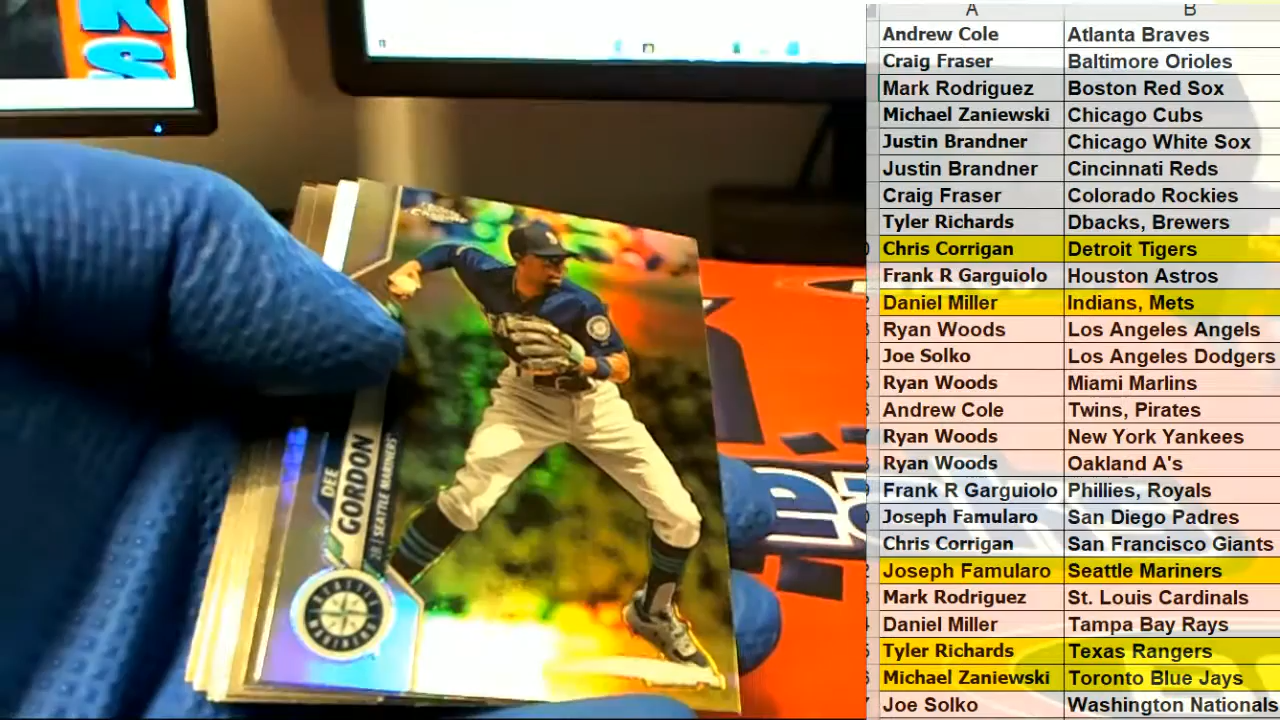 KS
DEE
GORDON
2B | SEATTLE MARINERS
SEATTLE
MARINERS
A B
Andrew Cole Atlanta Braves
Craig Fraser Baltimore Orioles
Mark Rodriguez Boston Red Sox
Michael Zaniewski Chicago Cubs
Justin Brandner Chicago White Sox
Justin Brandner Cincinnati Reds
Craig Fraser Colorado Rockies
Tyler Richards Dbacks, Brewers
Chris Corrigan Detroit Tigers
Frank R Garguiolo Houston Astros
Daniel Miller Indians, Mets
Ryan Woods Los Angeles Angels
Joe Solko Los Angeles Dodgers
Ryan Woods Miami Marlins
Andrew Cole Twins, Pirates
Ryan Woods New York Yankees
Ryan Woods Oakland A's
Frank R Garguiolo Phillies, Royals
Joseph Famularo San Diego Padres
Chris Corrigan San Francisco Giants
Joseph Famularo Seattle Mariners
Mark Rodriguez St. Louis Cardinals
Daniel Miller Tampa Bay Rays
Tyler Richards Texas Rangers
Michael Zaniewski Toronto Blue Jays
Joe Solko Washington Nationals